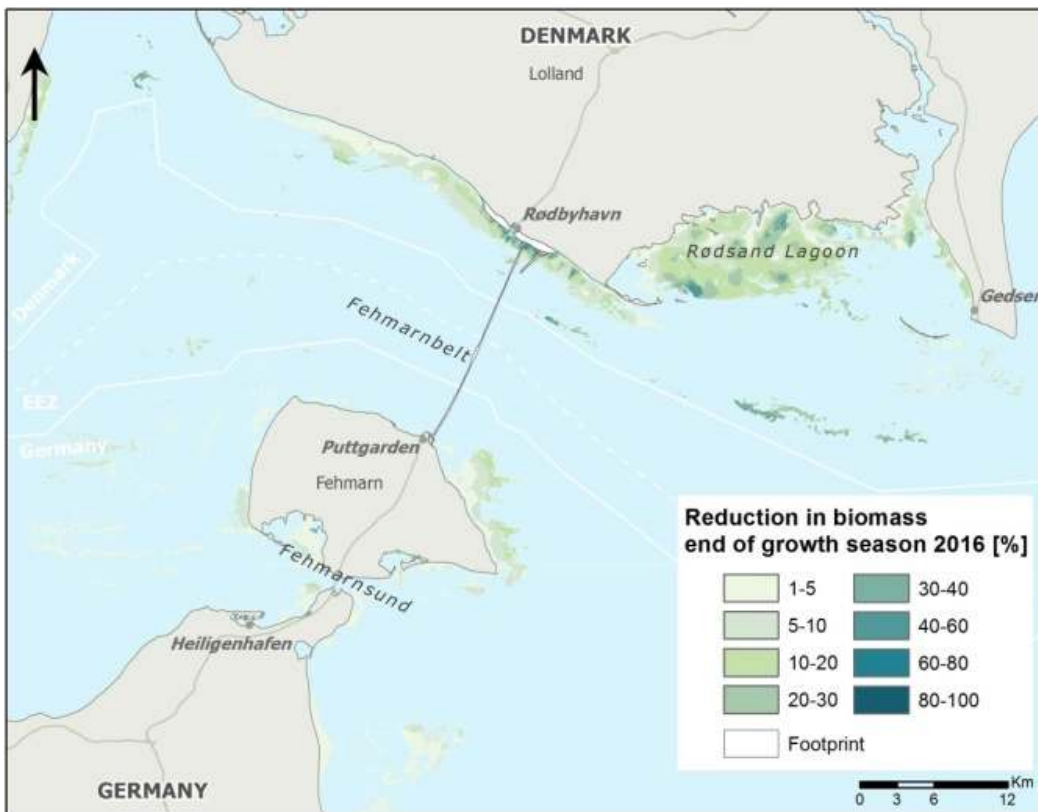 DENMARK
Lolland
Rødbyhavn
Rødsand Lagoon
Gedser
Denmark
Fehmarnbelt
EEZ
Germany
Puttgarden
Fehmarn
Fehmarnsund
Heiligenhafen
GERMANY
Reduction in biomass
end of growth season 2016 [%]
1-5
30-40
5-10
40-60
10-20
60-80
20-30
80-100
Footprint
Km
0 3 6 12